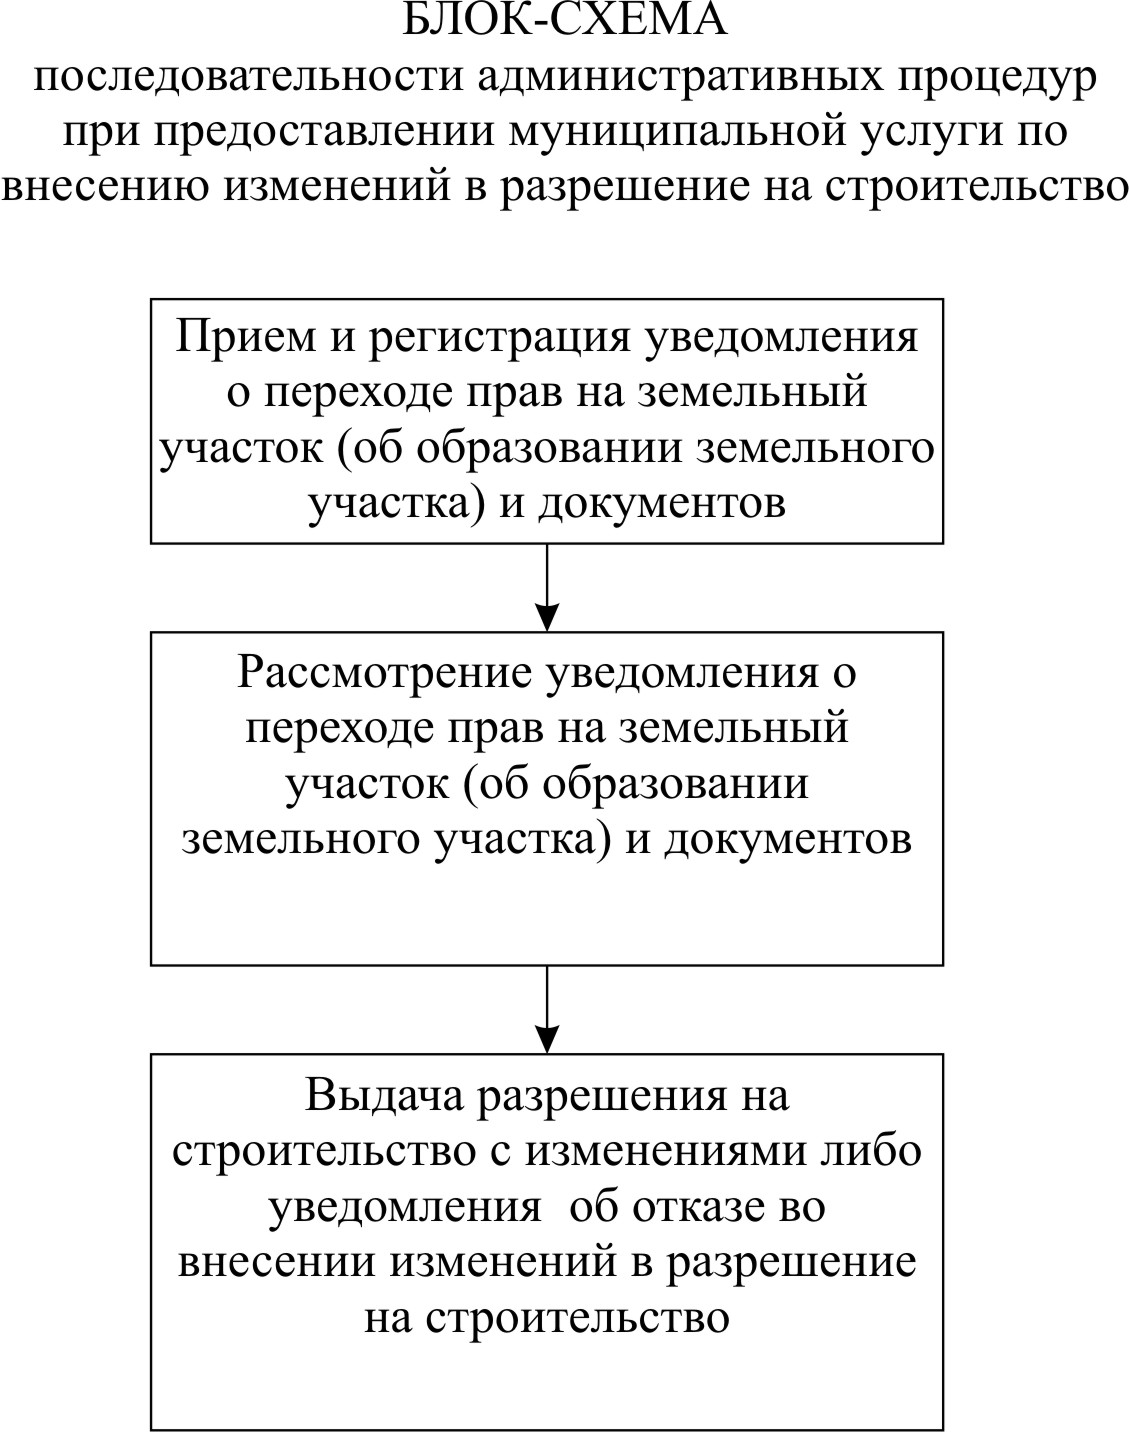 БЛОК-СХЕМА
последовательности административных процедур
при предоставлении муниципальной услуги по
внесению изменений в разрешение на строительство
Прием и регистрация уведомления
о переходе прав на земельный
участок (об образовании земельного
участка) и документов
Рассмотрение уведомления о
переходе прав на земельный
участок (об образовании
земельного участка) и документов
Выдача разрешения на
строительство с изменениями либо
уведомления  об отказе во
внесении изменений в разрешение
на строительство